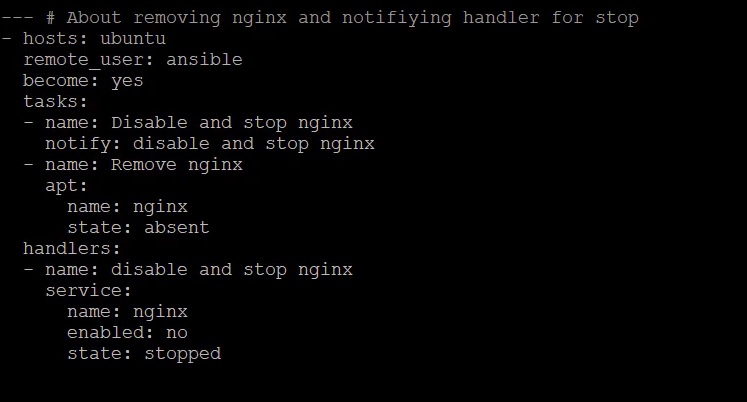 --- # About removing nginx and notifiying handler for stop
- hosts: ubuntu
  remote_user: ansible
  become: yes
  tasks:
  - name: Disable and stop nginx
    notify: disable and stop nginx
  - name: Remove nginx
    apt:
      name: nginx
      state: absent
  handlers:
  - name: disable and stop nginx
    service:
      name: nginx
      enabled: no
      state: stopped